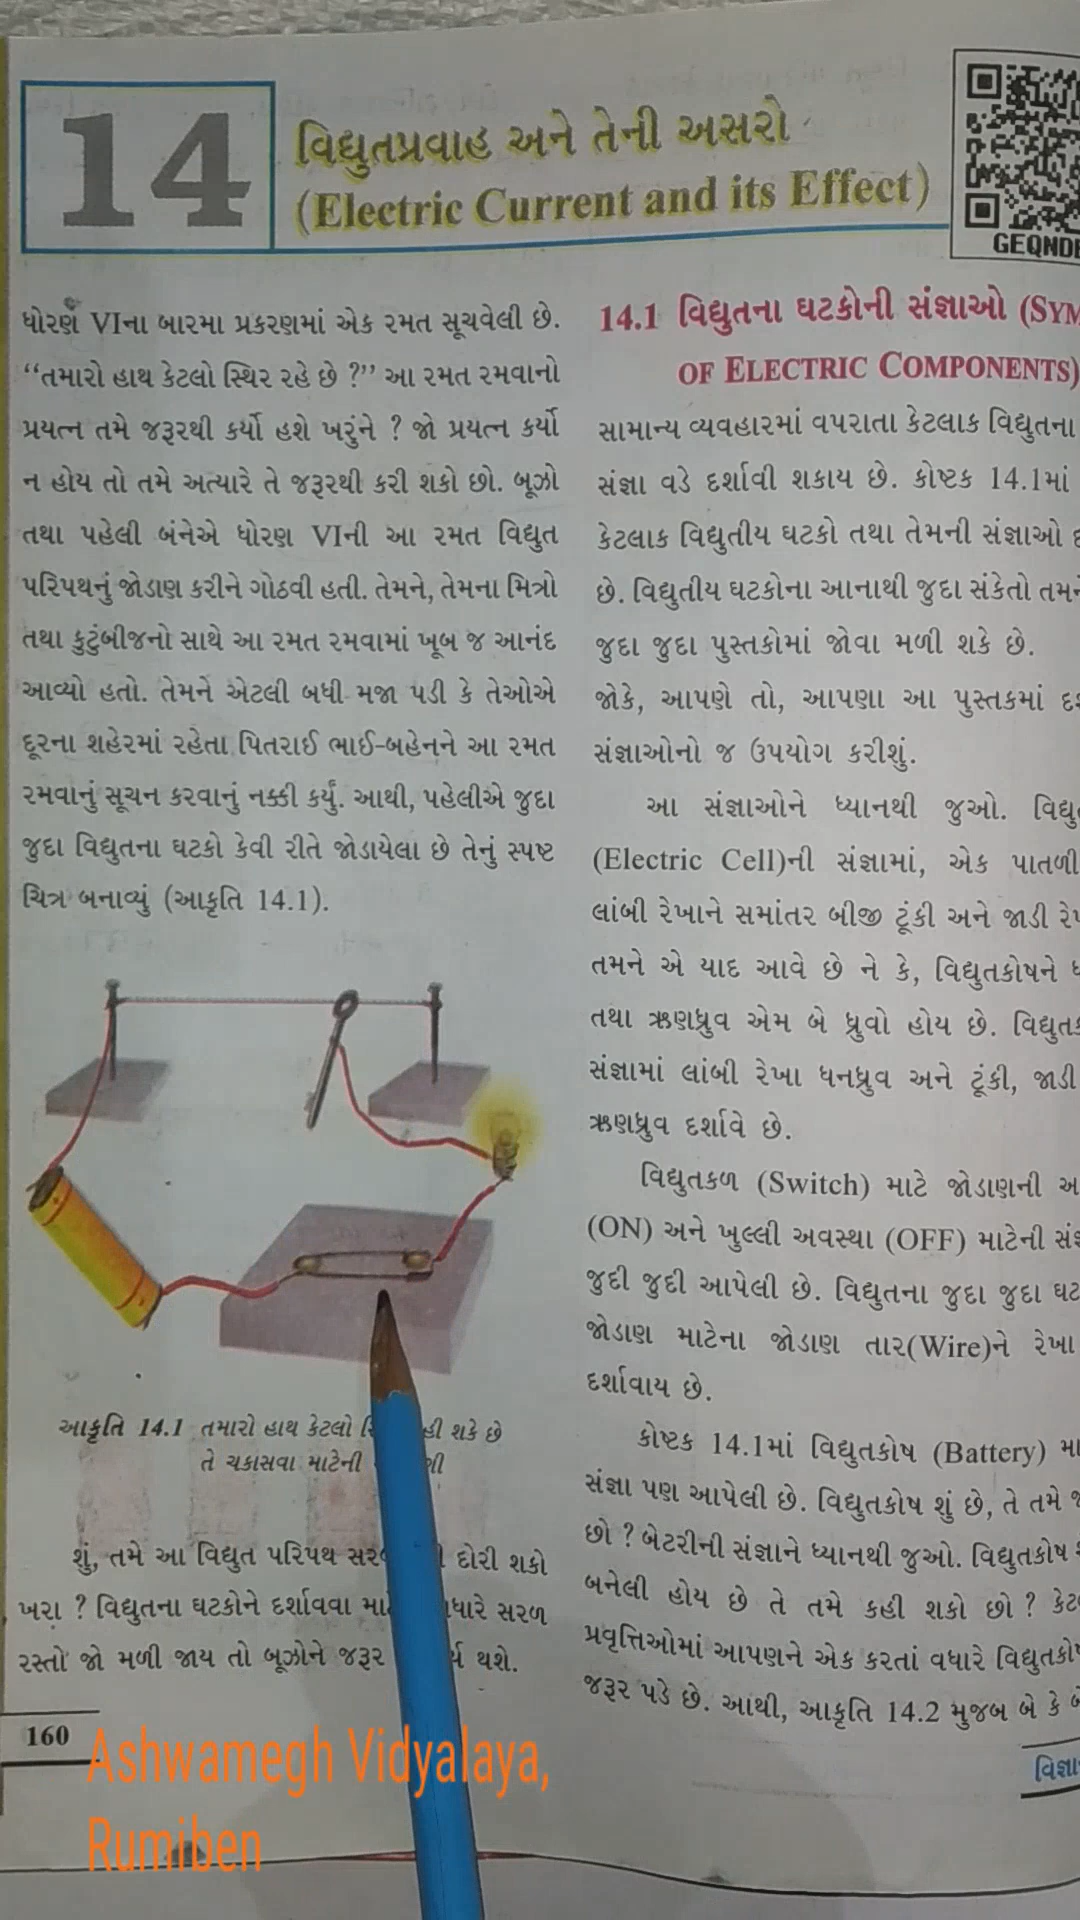 14
વિદ્યુતપ્રવાહ અને તેની અસરો
(Electric Current and its Effect)
GEQND
ધોરણ VIના બારમા પ્રકરણમાં એક રમત સૂચવેલી છે.
“તમારો હાથ કેટલો સ્થિર રહે છે ?” આ રમત રમવાનો
પ્રયત્ન તમે જરૂરથી કર્યો હશે ખરુંને ? જો પ્રયત્ન કર્યો
ન હોય તો તમે અત્યારે તે જરૂરથી કરી શકો છો. બૂઝો
તથા પહેલી બંનેએ ધોરણ VIની આ રમત વિદ્યુત
પરિપથનું જોડાણ કરીને ગોઠવી હતી. તેમને, તેમના મિત્રો
તથા કુટુંબીજનો સાથે આ રમત રમવામાં ખૂબ જ આનંદ
આવ્યો હતો. તેમને એટલી બધી મજા પડી કે તેઓએ
દૂરના શહેરમાં રહેતા પિતરાઈ ભાઈ-બહેનને આ રમત
રમવાનું સૂચન કરવાનું નક્કી કર્યું. આથી, પહેલીએ જુદા
જુદા વિદ્યુતના ઘટકો કેવી રીતે જોડાયેલા છે તેનું સ્પષ્ટ
ચિત્ર બનાવ્યું (આકૃતિ 14.1).
આકૃતિ 14.1 તમારો હાથ કેટલો હી શકે છે
તે ચકાસવા માટેની
શું, તમે આ વિદ્યુત પરિપથ દોરી શકો
ખરા ? વિદ્યુતના ઘટકોને દર્શાવવા સરળ
રસ્તો જો મળી જાય તો બૂઝોને જરૂર થશે.
160
14.1 વિદ્યુતના ઘટકોની સંજ્ઞાઓ (SYM
OF ELECTRIC COMPONENTS)
સામાન્ય વ્યવહારમાં વપરાતા કેટલાક વિદ્યુતના
સંજ્ઞા વડે દર્શાવી શકાય છે. કોષ્ટક 14.1માં
કેટલાક વિદ્યુતીય ઘટકો તથા તેમની સંજ્ઞાઓ
છે. વિદ્યુતીય ઘટકોના આનાથી જુદા સંકેતો
જુદા જુદા પુસ્તકોમાં જોવા મળી શકે છે.
જોકે, આપણે તો, આપણા આ પુસ્તકમાં
સંજ્ઞાઓનો જ ઉપયોગ કરીશું.
આ સંજ્ઞાઓને ધ્યાનથી જુઓ.
(Electric Cell)ની સંજ્ઞામાં, એક પાતળી
લાંબી રેખાને સમાંતર બીજી ટૂંકી અને જાડી
તમને એ યાદ આવે છે ને કે, વિદ્યુતકોષને
તથા ઋણધ્રુવ એમ બે ધ્રુવો હોય છે.
સંજ્ઞામાં લાંબી રેખા ધનધ્રુવ અને ટૂંકી, જાડી
ઋણધ્રુવ દર્શાવે છે.
વિદ્યુતકળ (Switch) માટે જોડાણની
(ON) અને ખુલ્લી અવસ્થા (OFF) માટેની
જુદી જુદી આપેલી છે. વિદ્યુતના જુદા જુદા
જોડાણ માટેના જોડાણ તાર(Wire)ને રેખા
દર્શાવાય છે.
કોષ્ટક 14.1માં વિદ્યુતકોષ (Battery)
સંજ્ઞા પણ આપેલી છે. વિદ્યુતકોષ શું છે, તે તમે
છો ? બેટરીની સંજ્ઞાને ધ્યાનથી જુઓ. વિદ્યુતકોષ
બનેલી હોય છે તે તમે કહી શકો છો ?
પ્રવૃત્તિઓમાં આપણને એક કરતાં વધારે
જરૂર પડે છે. આથી, આકૃતિ 14.2 મુજબ બે કે
Ashwamegh Vidyalaya,
Rumiben